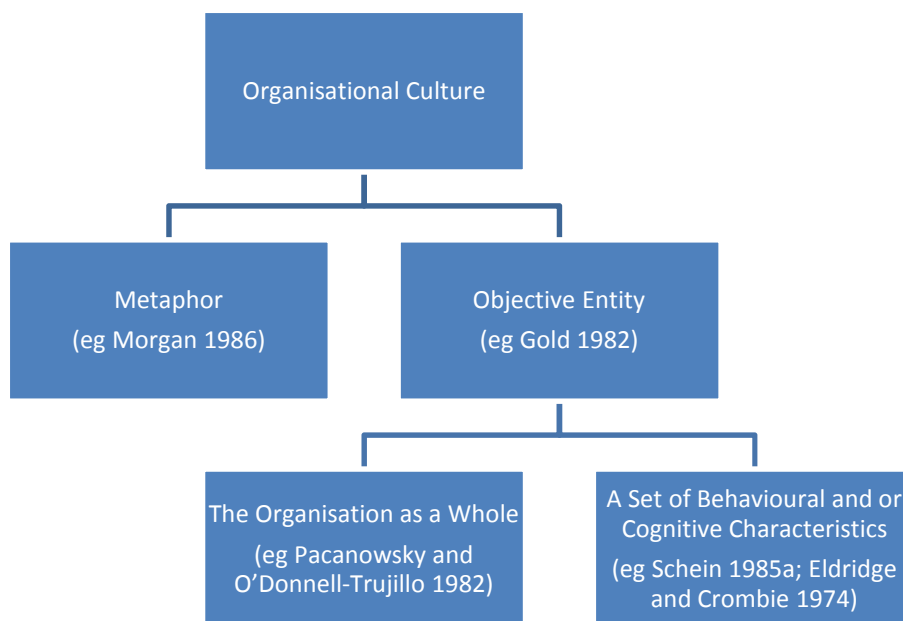 Organisational Culture
Metaphor
(eg Morgan 1986)
Objective Entity
(eg Gold 1982)
The Organisation as a Whole
(eg Pacanowsky and
O’Donnell-Trujillo 1982)
A Set of Behavioural and or
Cognitive Characteristics
(eg Schein 1985a; Eldridge
and Crombie 1974)